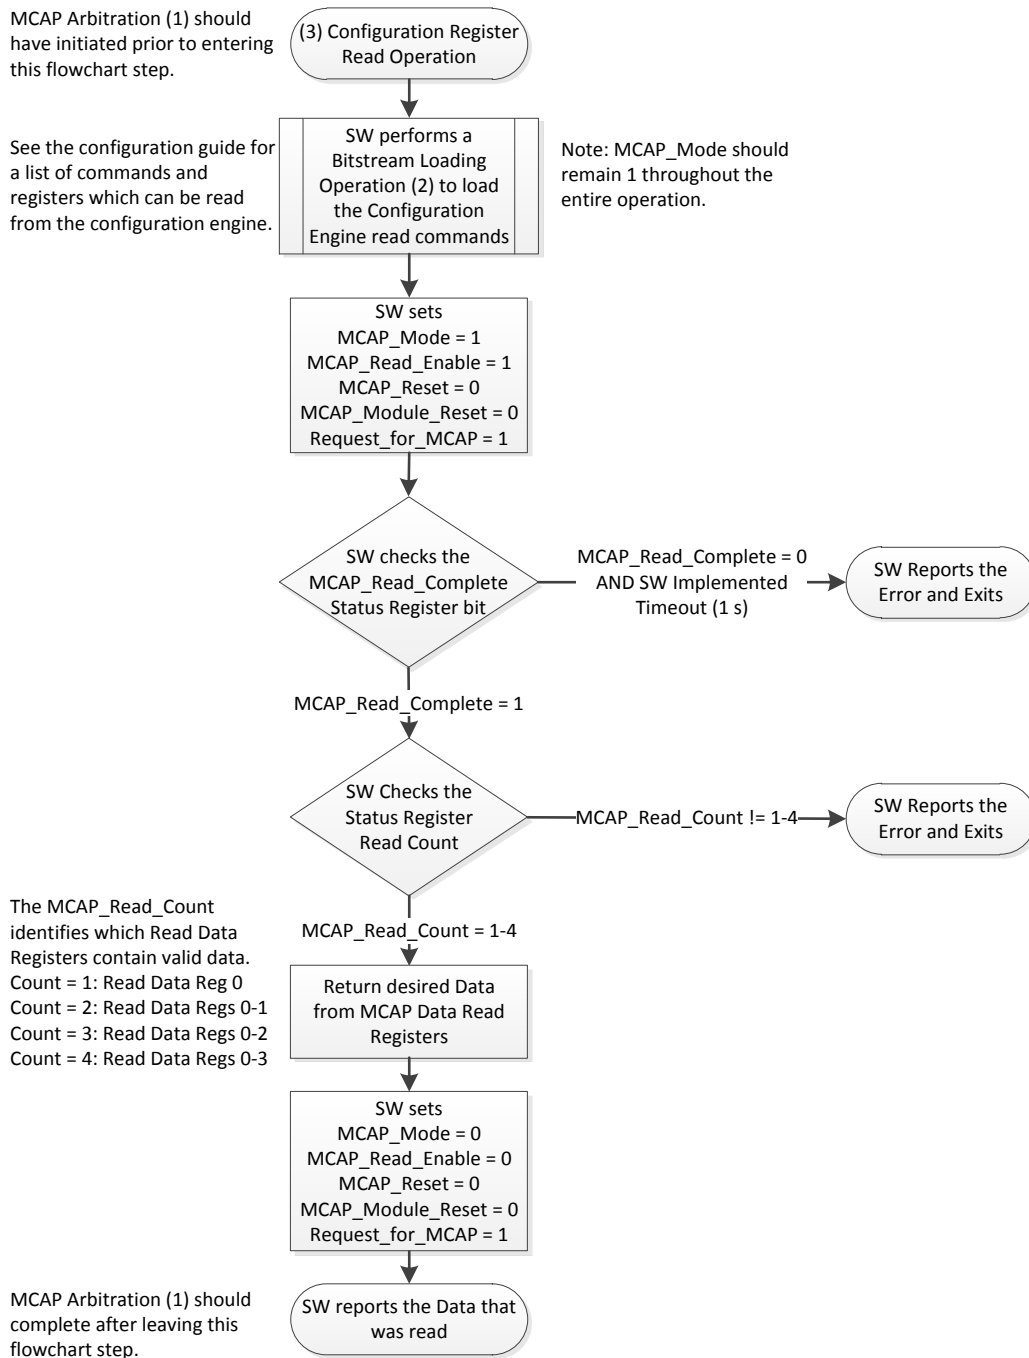 MCAP Arbitration (1) should
have initiated prior to entering
this flowchart step.
(3) Configuration Register
Read Operation
See the configuration guide for
a list of commands and
registers which can be read
from the configuration engine.
SW performs a
Bitstream Loading
Operation (2) to load
the Configuration
Engine read commands
Note: MCAP_Mode should
remain 1 throughout the
entire operation.
SW sets
MCAP_Mode = 1
MCAP_Read_Enable = 1
MCAP_Reset = 0
MCAP_Module_Reset = 0
Request_for_MCAP = 1
SW checks the
MCAP_Read_Complete
Status Register bit
MCAP_Read_Complete = 0
AND SW Implemented
Timeout (1 s)
SW Reports the
Error and Exits
MCAP_Read_Complete = 1
SW Checks the
Status Register
Read Count
MCAP_Read_Count != 1-4
SW Reports the
Error and Exits
MCAP_Read_Count = 1-4
The MCAP_Read_Count
identifies which Read Data
Registers contain valid data.
Count = 1: Read Data Reg 0
Count = 2: Read Data Regs 0-1
Count = 3: Read Data Regs 0-2
Count = 4: Read Data Regs 0-3
Return desired Data
from MCAP Data Read
Registers
SW sets
MCAP_Mode = 0
MCAP_Read_Enable = 0
MCAP_Reset = 0
MCAP_Module_Reset = 0
Request_for_MCAP = 1
MCAP Arbitration (1) should
complete after leaving this
flowchart step.
SW reports the Data that
was read